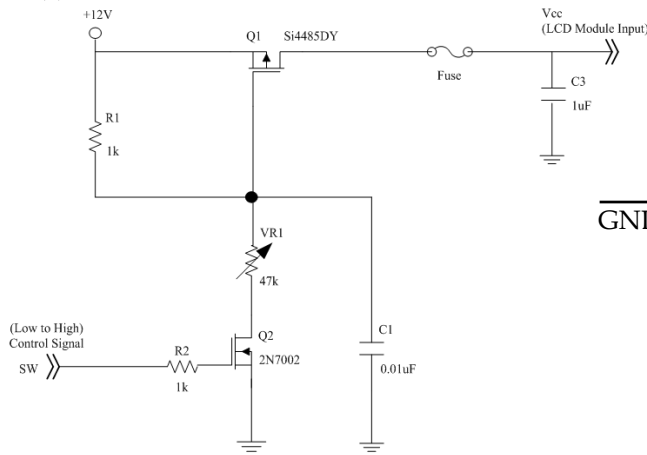 +12V
Q1
Si4485DY
Vcc
(LCD Module Input)
Fuse
C3
1uF
R1
1k
VR1
47k
(Low to High)
Control Signal
SW
R2
1k
Q2
2N7002
C1
0.01uF